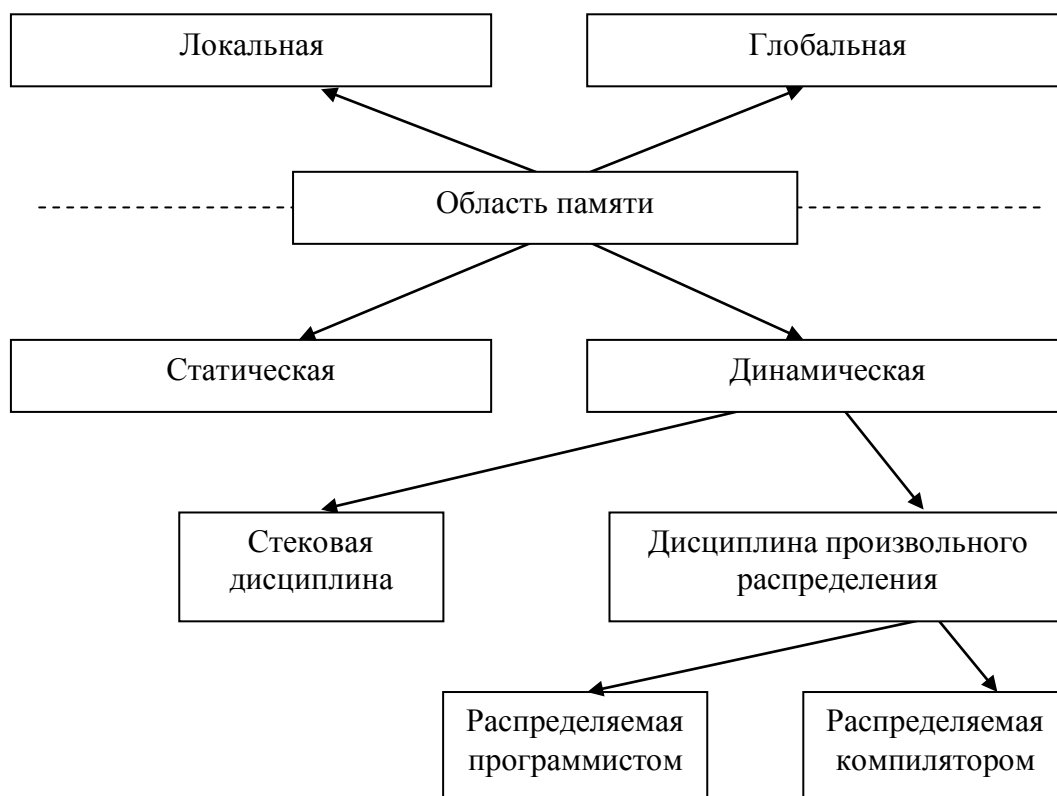 Локальная
Глобальная
Область памяти
Статическая
Динамическая
Стековая
дисциплина
Дисциплина произвольного
распределения
Распределяемая
программистом
Распределяемая
компилятором